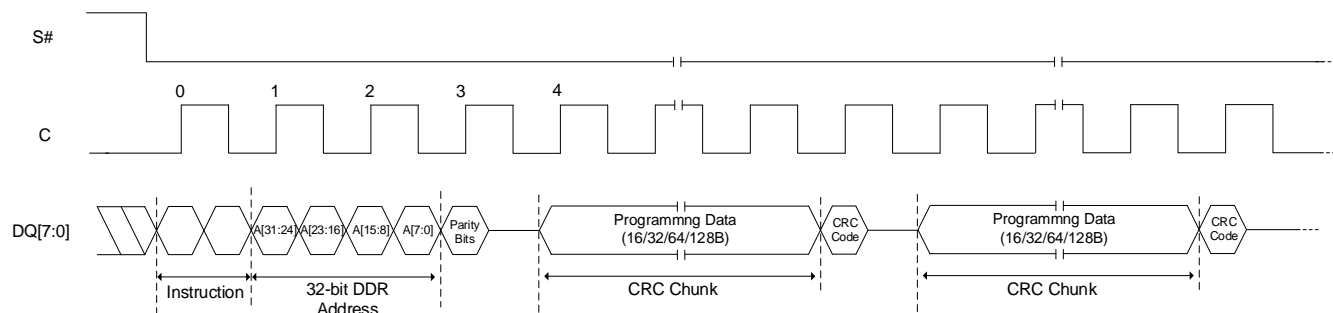 S#
0 1 2 3 4
C
DQ[7:0]
A[31:24] A[23:16] A[15:8] A[7:0]
Parity
Bits
Programmng Data
(16/32/64/128B)
CRC
Code
Programmng Data
(16/32/64/128B)
CRC
Code
Instruction
32-bit DDR
Address
CRC Chunk
CRC Chunk